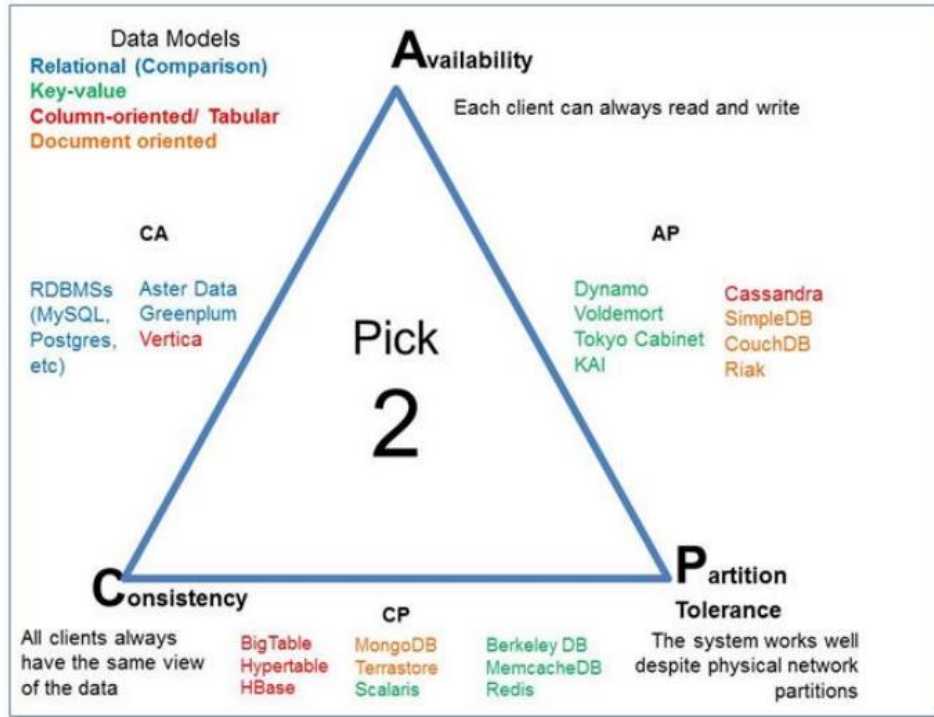 Data Models
Relational (Comparison)
Key-value
Column-oriented/ Tabular
Document oriented
Availability
Each client can always read and write
CA
RDBMSs
(MySQL,
Postgres,
etc)
Aster Data
Greenplum
Vertica
Pick
2
AP
Dynamo
Voldemort
Tokyo Cabinet
KAI
Cassandra
SimpleDB
CouchDB
Riak
Consistency
All clients always
have the same view
of the data
CP
BigTable
Hypertable
HBase
MongoDB
Terrastore
Scalaris
Berkeley DB
MemcacheDB
Redis
Partition
Tolerance
The system works well
despite physical network
partitions